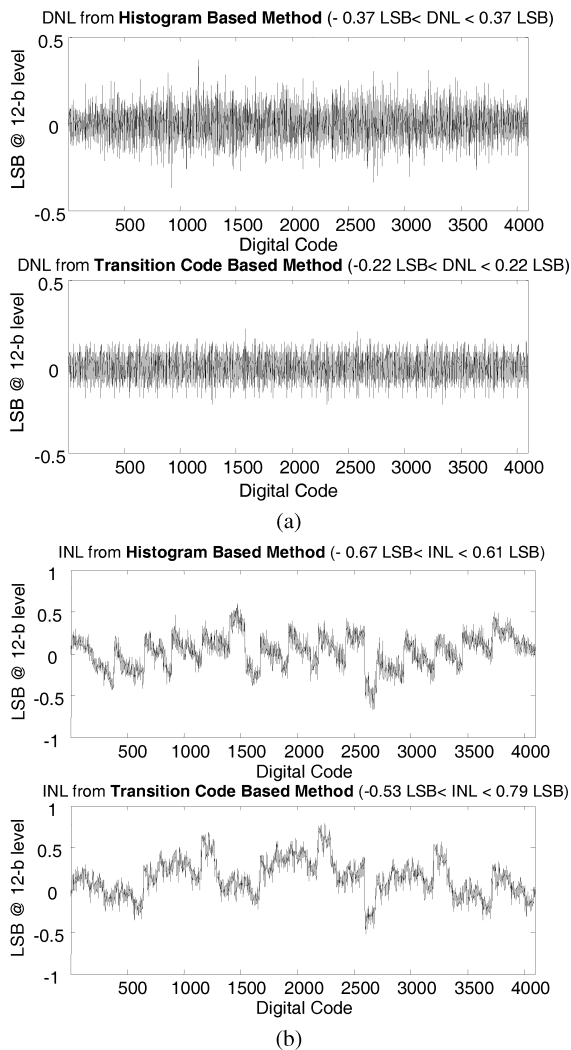 DNL from Histogram Based Method (- 0.37 LSB< DNL < 0.37 LSB)
LSB @ 12-b level
0.5
0
-0.5
500 1000 1500 2000 2500 3000 3500 4000
Digital Code
DNL from Transition Code Based Method (-0.22 LSB< DNL < 0.22 LSB)
LSB @ 12-b level
0.5
0
-0.5
500 1000 1500 2000 2500 3000 3500 4000
Digital Code
(a)
INL from Histogram Based Method (- 0.67 LSB< INL < 0.61 LSB)
LSB @ 12-b level
1
0.5
0
-0.5
-1
500 1000 1500 2000 2500 3000 3500 4000
Digital Code
INL from Transition Code Based Method (-0.53 LSB< INL < 0.79 LSB)
LSB @ 12-b level
1
0.5
0
-0.5
-1
500 1000 1500 2000 2500 3000 3500 4000
Digital Code
(b)